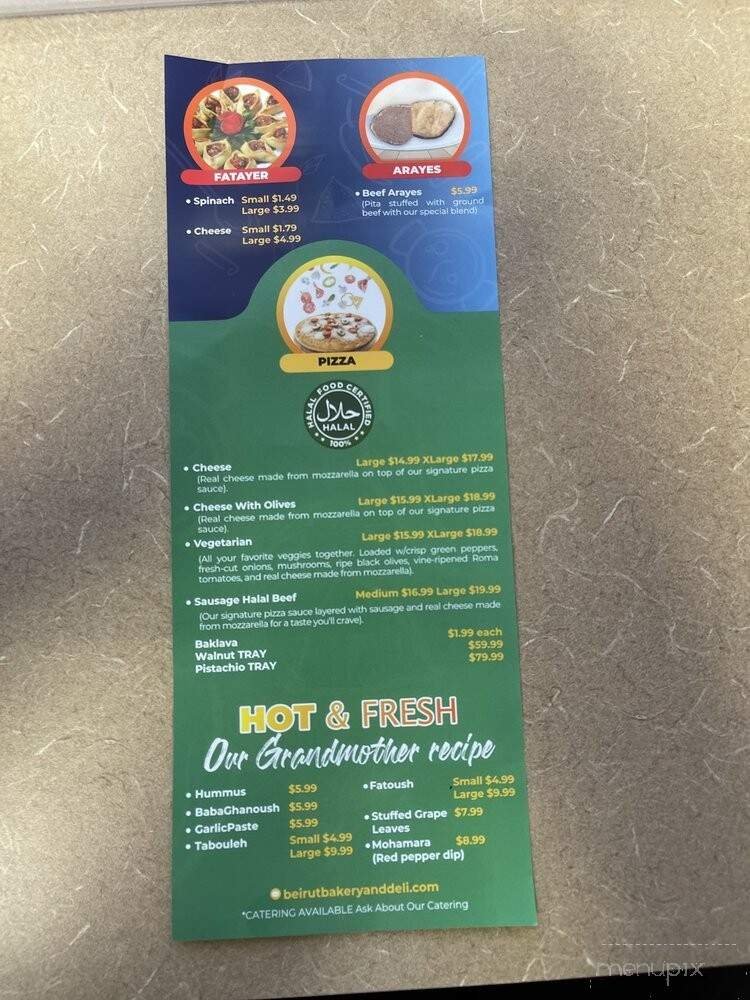 FATAYER
• Spinach Small $1.49
Large $3.99
• Cheese Small $1.79
Large $4.99
ARAYES
• Beef Arayes $5.99
(Pita stuffed with ground
beef with our special blend)
PIZZA
HALAL FOOD CERTIFIED
حلال
HALAL
100%
• Cheese Large $14.99 XLarge $17.99
(Real cheese made from mozzarella on top of our signature pizza
sauce).
• Cheese With Olives Large $15.99 XLarge $18.99
(Real cheese made from mozzarella on top of our signature pizza
sauce).
• Vegetarian Large $15.99 XLarge $18.99
(All your favorite veggies together. Loaded w/crisp green peppers,
fresh-cut onions, mushrooms, ripe black olives, vine-ripened Roma
tomatoes, and real cheese made from mozzarella).
• Sausage Halal Beef Medium $16.99 Large $19.99
(Our signature pizza sauce layered with sausage and real cheese made
from mozzarella for a taste you'll crave).
Baklava $1.99 each
Walnut TRAY $59.99
Pistachio TRAY $79.99
HOT & FRESH
Our Grandmother recipe
• Hummus $5.99
• BabaGhanoush $5.99
• GarlicPaste $5.99
• Tabouleh Small $4.99
Large $9.99
• Fatoush Small $4.99
Large $9.99
• Stuffed Grape $7.99
Leaves
• Mohamara $8.99
(Red pepper dip)
beirutbakeryanddeli.com
*CATERING AVAILABLE Ask About Our Catering
menupix